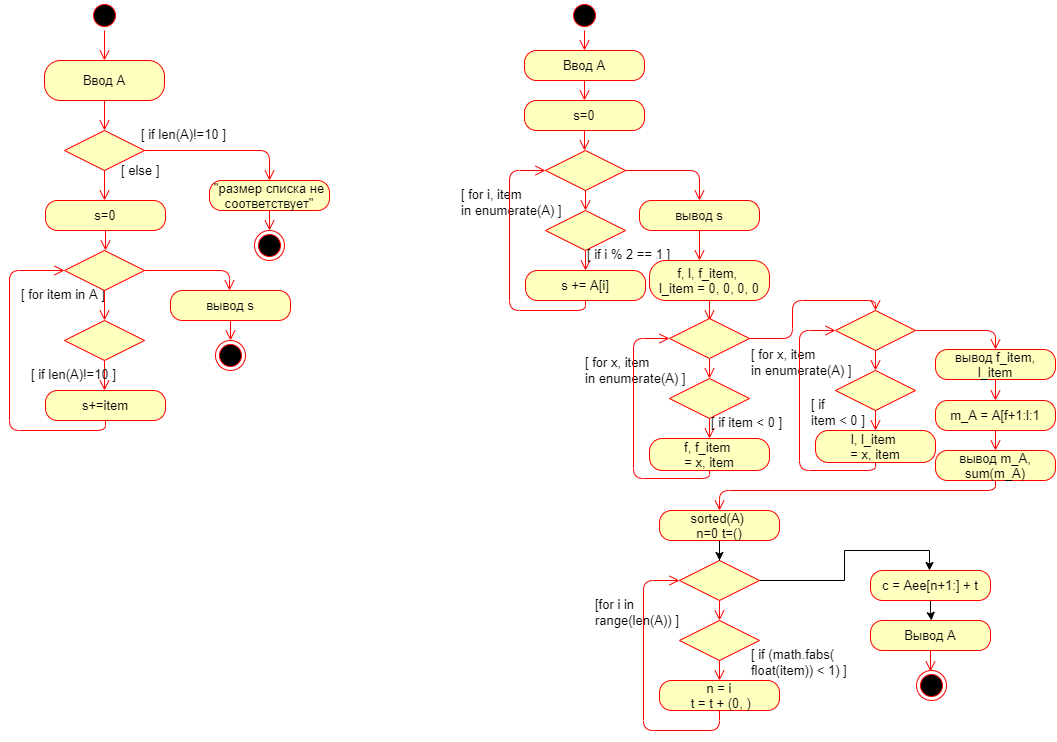 Ввод A
[ if len(A)!=10 ]
[ else ]
"размер списка не
соответствует"
s=0
[ for item in A ]
вывод s
[ if len(A)!=10 ]
s+=item
Ввод A
s=0
[ for i, item
in enumerate(A) ]
вывод s
[ if i % 2 == 1 ]
s += A[i]
f, l, f_item,
l_item = 0, 0, 0, 0
[ for x, item
in enumerate(A) ]
[ if item < 0 ]
f, f_item
= x, item
[ for x, item
in enumerate(A) ]
[ if
item < 0 ]
l, l_item
= x, item
вывод f_item,
l_item
m_A = A[f+1:l:1
вывод m_A,
sum(m_A)
sorted(A)
n=0 t=()
[for i in
range(len(A)) ]
[ if (math.fabs(
float(item)) < 1) ]
n = i
t = t + (0, )
c = Aee[n+1:] + t
Вывод A